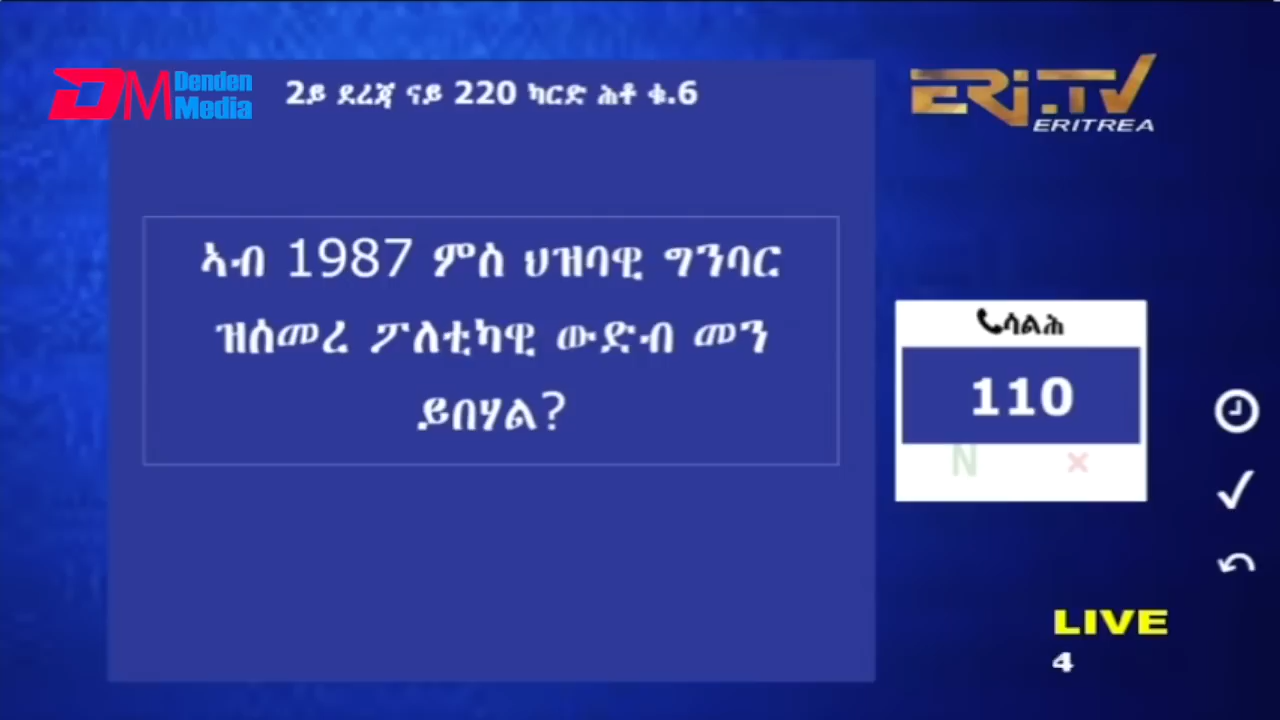 DM Denden
Media
2ይ ደረጃ ናይ 220 ካርድ ሕቶ ቁ.6
ERi.TV
ERITREA
ኣብ 1987 ምስ ህዝባዊ ግንባር
ዝሰመረ ፖለቲካዊ ውድብ መን
ይበሃል?
ሳልሕ
110
N ×
LIVE
4